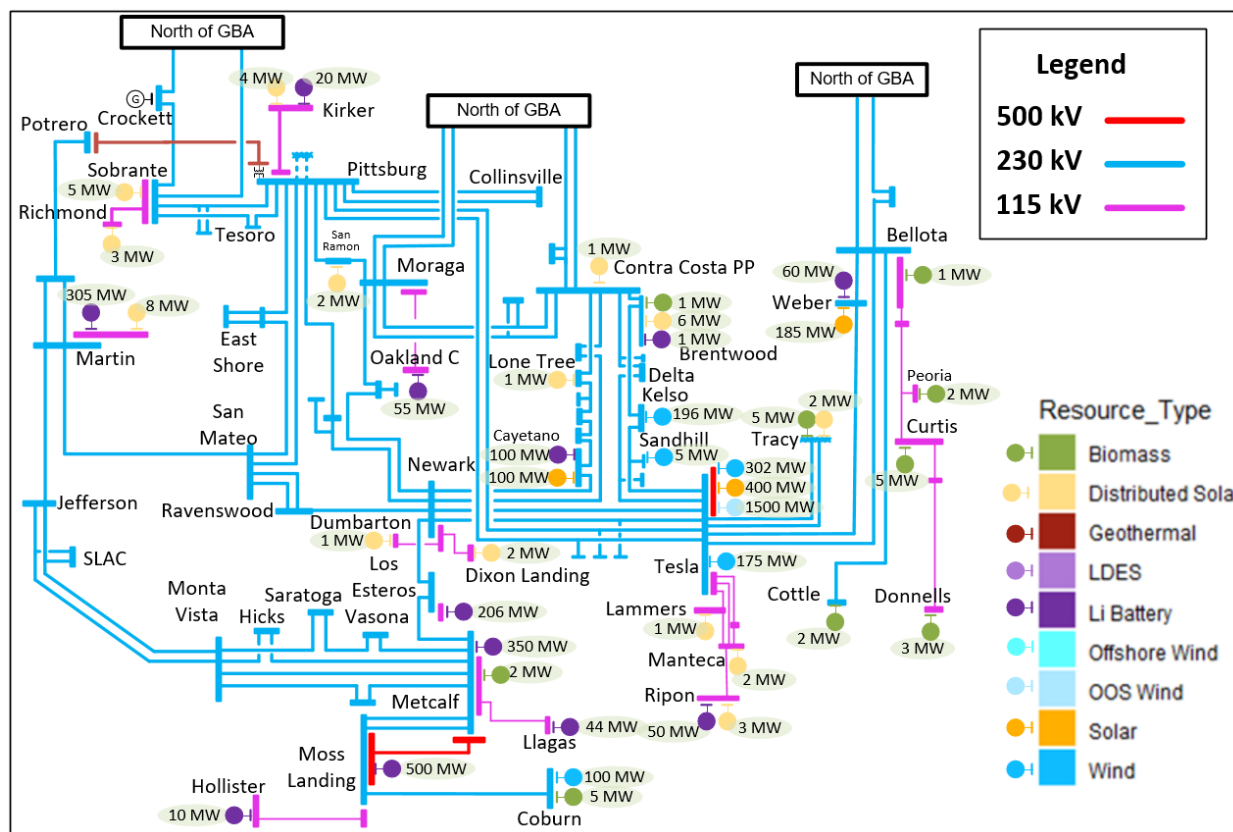 North of GBA
North of GBA
North of GBA
Legend
500 kV
230 kV
115 kV
4 MW
20 MW
Kirker
G
Crockett
Potrero
Sobrante
5 MW
Richmond
3 MW
Tesoro
Pittsburg
Collinsville
San
Ramon
2 MW
Moraga
1 MW
Contra Costa PP
Bellota
1 MW
60 MW
Weber
185 MW
305 MW
8 MW
Martin
East
Shore
Oakland C
55 MW
Lone Tree
1 MW
1 MW
6 MW
1 MW
Brentwood
Delta
Kelso
196 MW
Sandhill
5 MW
2 MW
5 MW
Tracy
Peoria
2 MW
Curtis
5 MW
San
Mateo
Newark
Cayetano
100 MW
100 MW
302 MW
400 MW
1500 MW
Jefferson
Ravenswood
Dumbarton
1 MW
Los
Esteros
2 MW
Dixon Landing
SLAC
Tesla
175 MW
Cottle
2 MW
Donnells
3 MW
Monta
Vista
Hicks
Saratoga
Vasona
206 MW
350 MW
2 MW
Metcalf
Lammers
1 MW
Manteca
2 MW
Ripon
50 MW
3 MW
44 MW
Llagas
Moss
Landing
500 MW
Hollister
10 MW
100 MW
5 MW
Coburn
Resource_Type
Biomass
Distributed Solar
Geothermal
LDES
Li Battery
Offshore Wind
OOS Wind
Solar
Wind